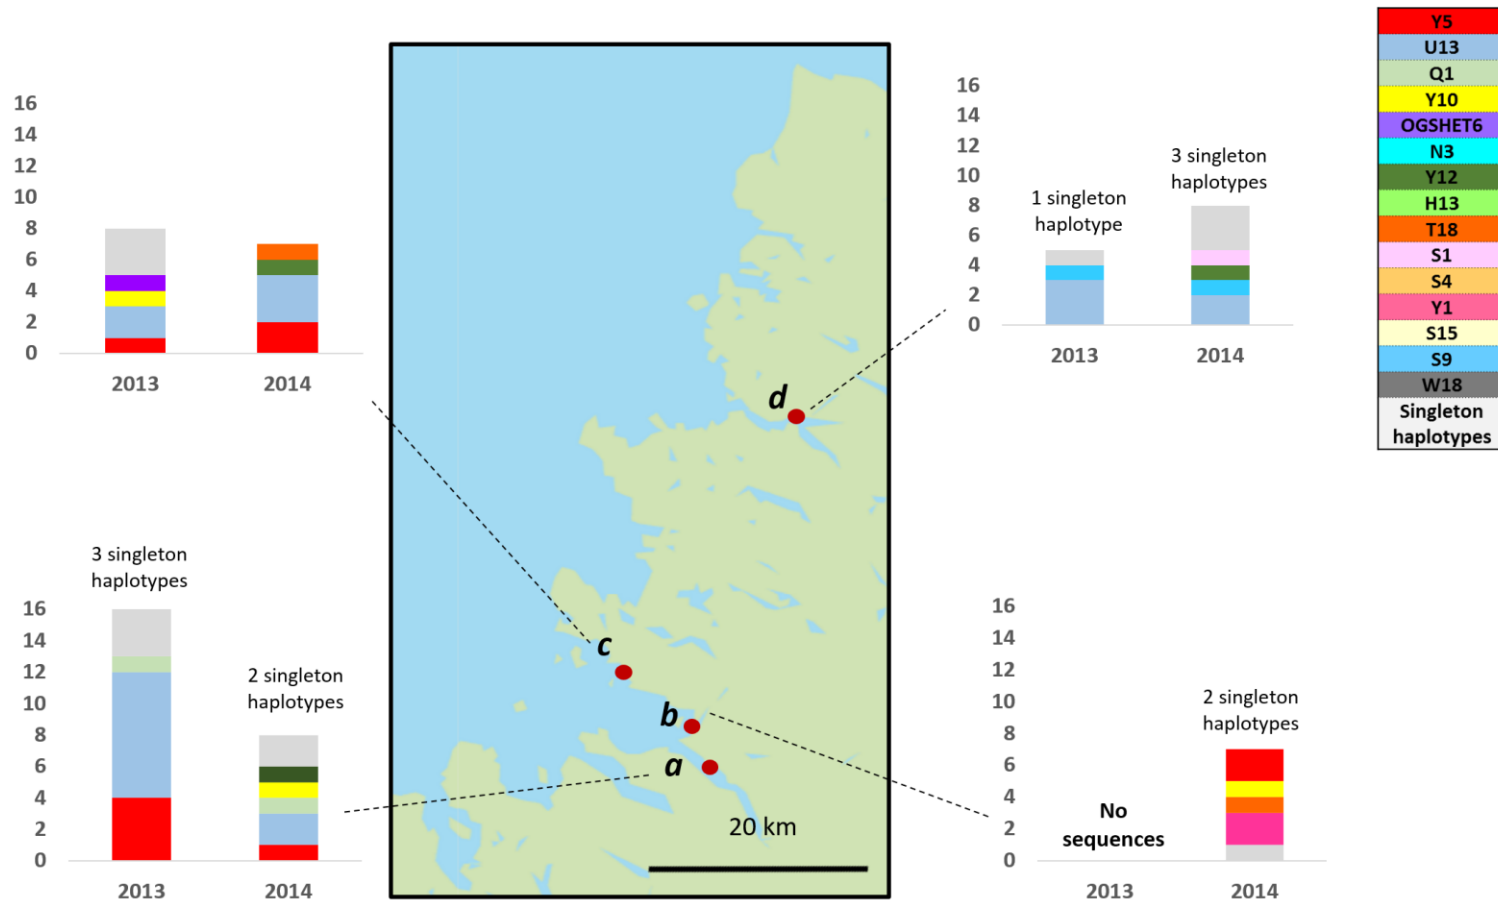 16
14
12
10
8
6
4
2
0
2013
2014
3 singleton
haplotypes
16
14
12
10
8
6
4
2
0
2 singleton
haplotypes
2013
2014
d
c
b
a
20 km
16
14
12
10
8
6
4
2
0
1 singleton
haplotype
3 singleton
haplotypes
2013
2014
16
14
12
10
8
6
4
2
0
No
sequences
2 singleton
haplotypes
2013
2014
Y5
U13
Q1
Y10
OGSHET6
N3
Y12
H13
T18
S1
S4
Y1
S15
S9
W18
Singleton
haplotypes